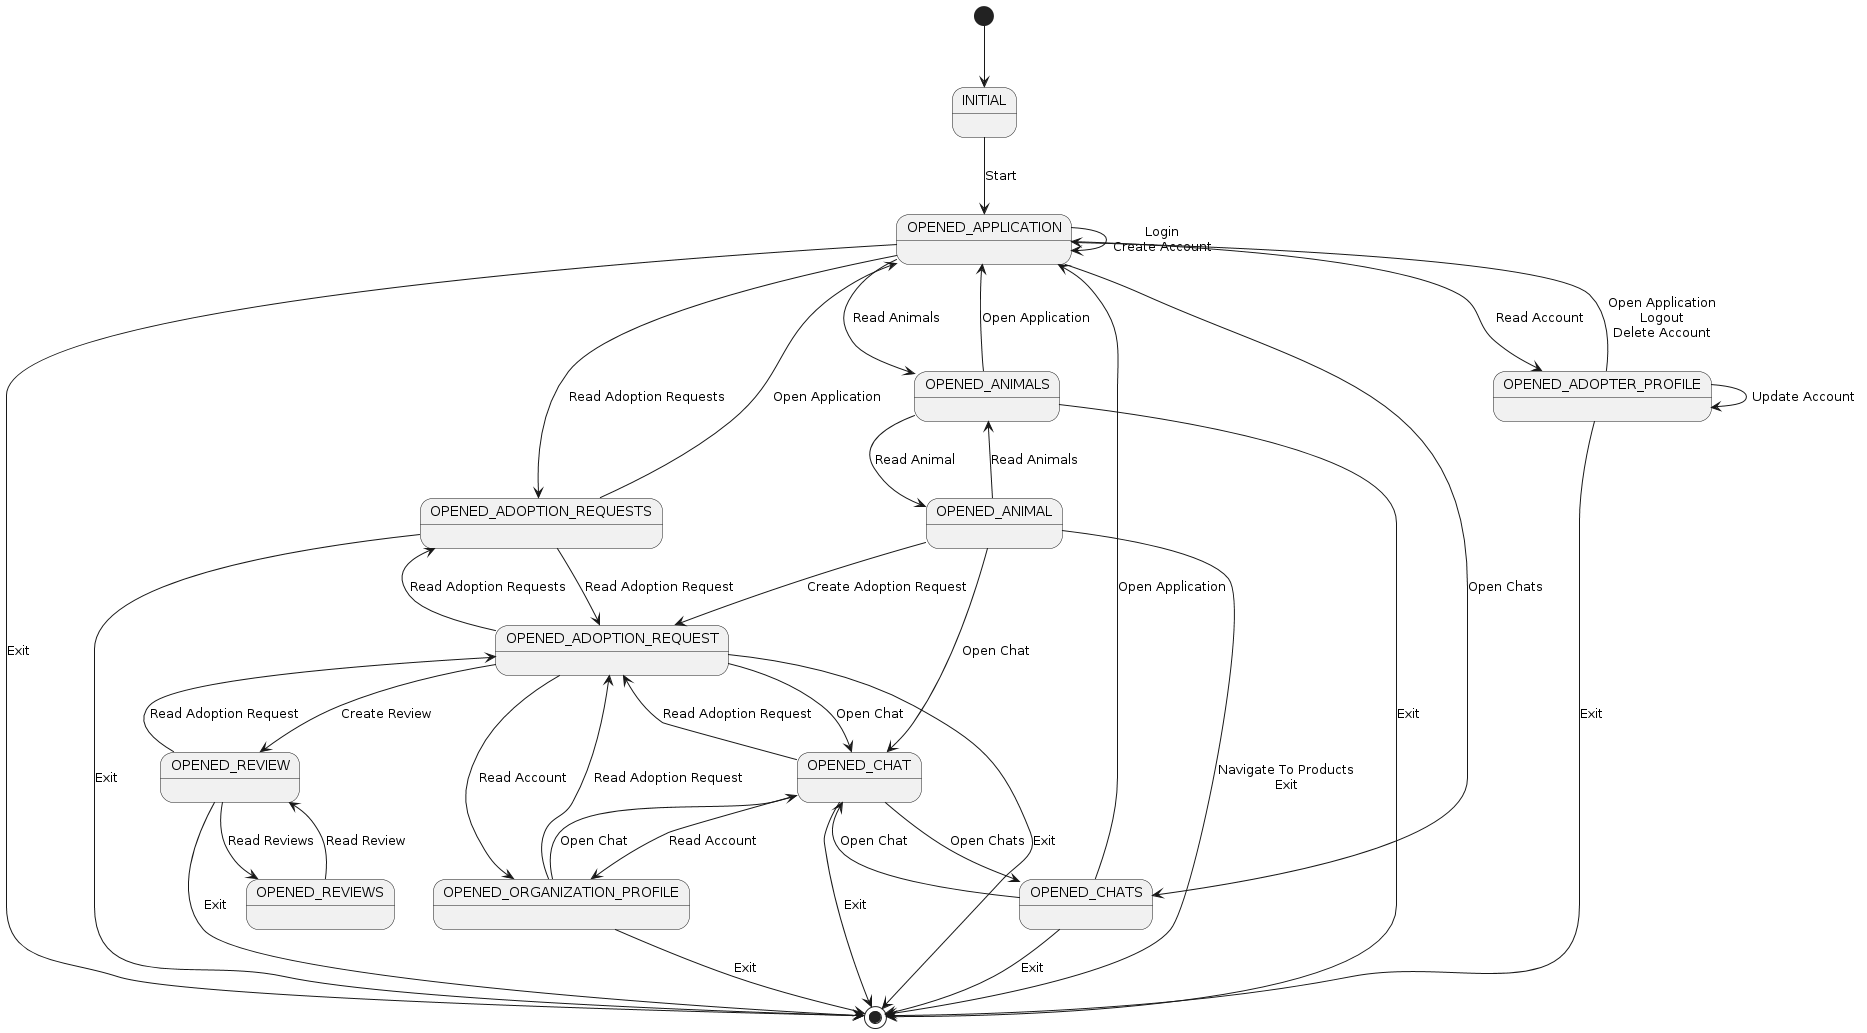 INITIAL
Start
OPENED_APPLICATION
Login
Create Account
Read Animals
Open Application
Read Account
Open Application
Logout
Delete Account
OPENED_ANIMALS
OPENED_ADOPTER_PROFILE
Read Adoption Requests
Open Application
Update Account
Read Animal
Read Animals
OPENED_ADOPTION_REQUESTS
OPENED_ANIMAL
Read Adoption Requests
Read Adoption Request
Create Adoption Request
Open Application
Open Chats
OPENED_ADOPTION_REQUEST
Exit
Open Chat
Read Adoption Request
Create Review
Read Adoption Request
Open Chat
Exit
Exit
OPENED_REVIEW
OPENED_CHAT
Exit
Read Account
Read Adoption Request
Navigate To Products
Exit
Read Reviews
Read Review
Open Chat
Read Account
Open Chat
Open Chats
Exit
OPENED_REVIEWS
OPENED_ORGANIZATION_PROFILE
OPENED_CHATS
Exit
Exit
Exit
Exit